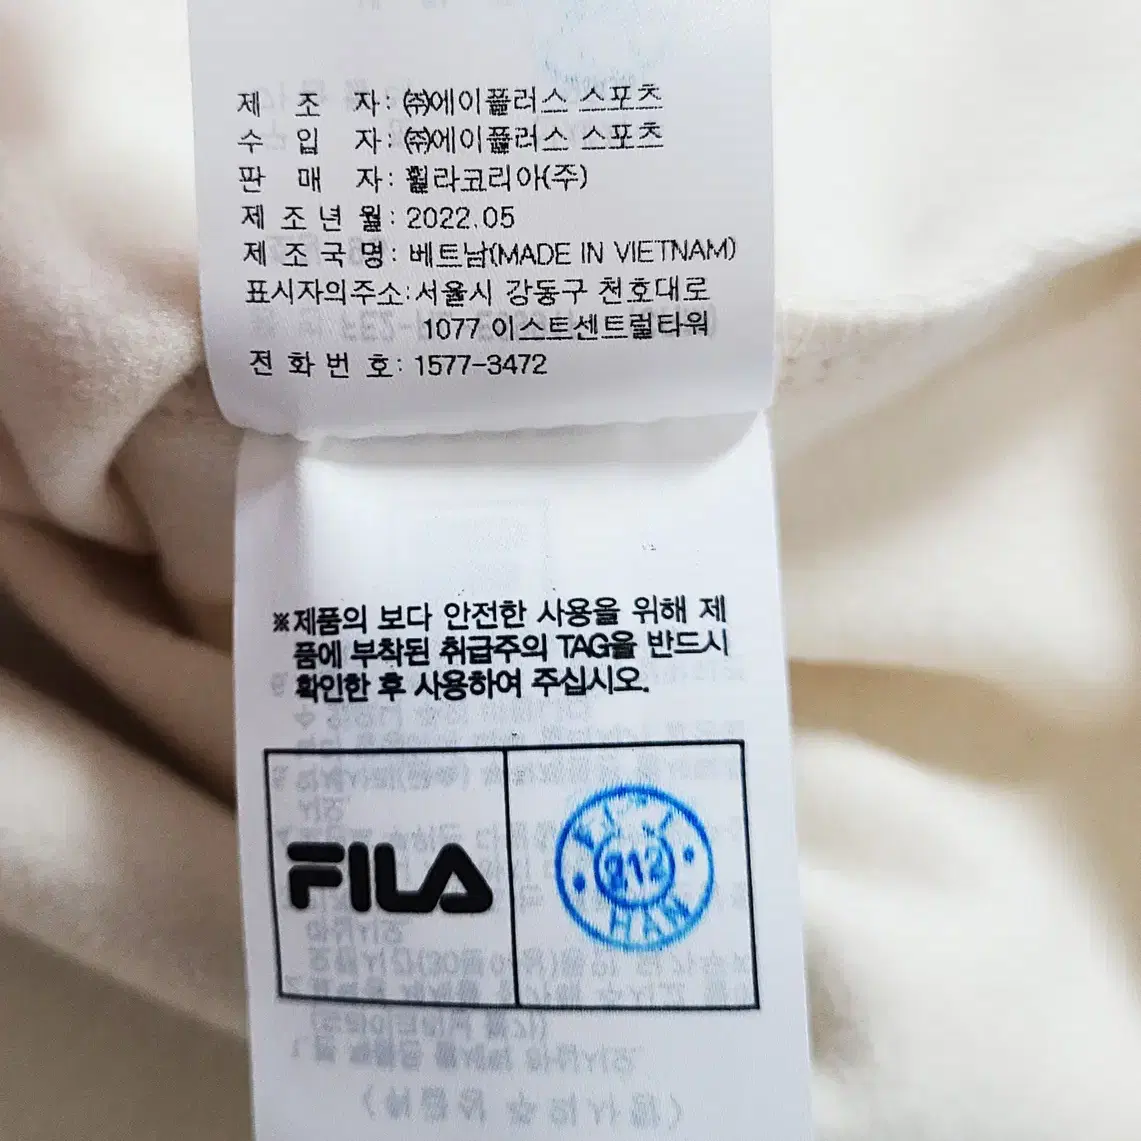 제 조 자: ㈜에이플러스 스포츠
수 입 자: ㈜에이플러스 스포츠
판 매 자: 휠라코리아(주)
제 조 년 월: 2022.05
제 조 국 명: 베트남(MADE IN VIETNAM)
표시자의주소:서울시 강동구 천호대로
1077 이스트센트럴타워
전 화 번 호: 1577-3472
※제품의 보다 안전한 사용을 위해 제
품에 부착된 취급주의 TAG을 반드시
확인한 후 사용하여 주십시오.
FILA
212
HAN